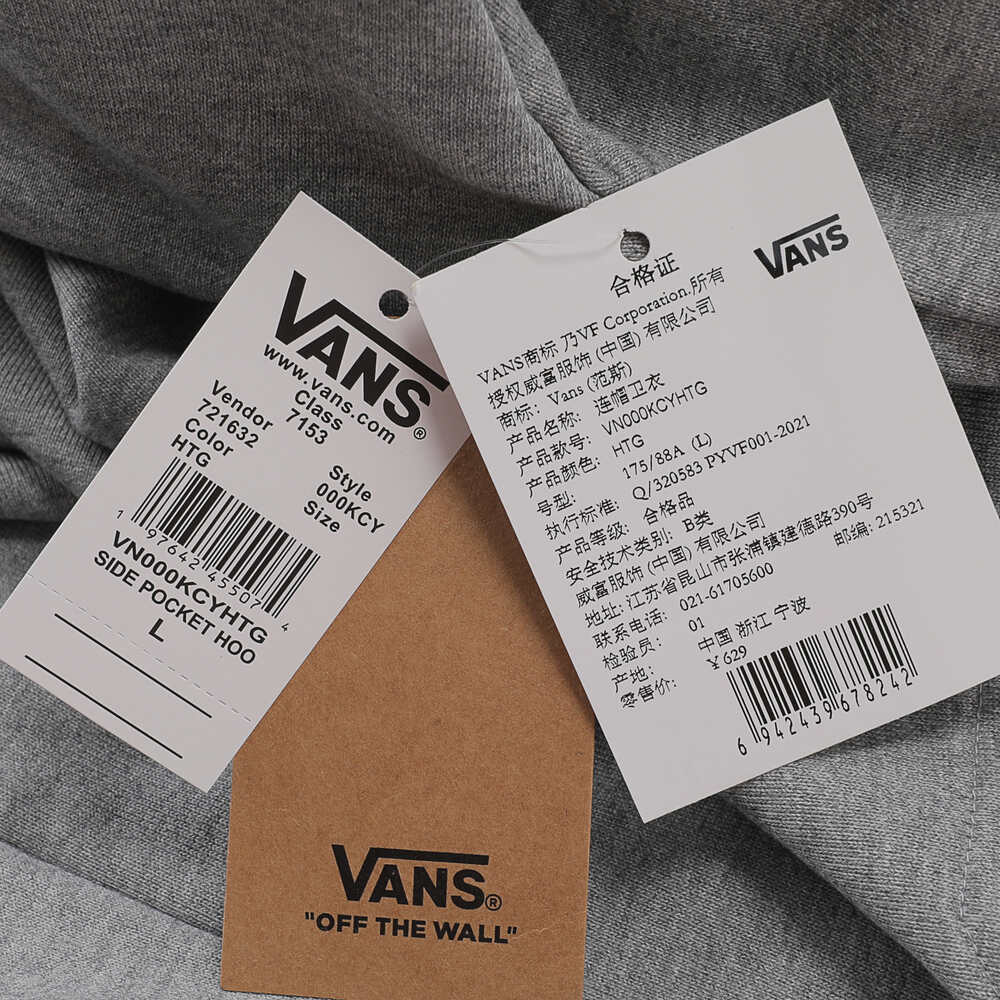 VANS®
www.vans.com
Class
7153
Vendor
721632
Color
HTG
Style
000KCY
Size
1 97642 45507 4
VN000KCYHTG
SIDE POCKET HOO
L
VANS®
"OFF THE WALL"
合格证
VANS
VANS商标 乃VF Corporation.所有
授权威富服饰 (中国) 有限公司
商标: Vans (范斯)
产品名称: 连帽卫衣
产品款号: VN000KCYHTG
产品颜色: HTG
号型: 175/88A (L)
执行标准: Q/320583 PYVF001-2021
产品等级: 合格品
安全技术类别: B类
威富服饰 (中国) 有限公司
地址: 江苏省昆山市张浦镇建德路390号
邮编: 215321
联系电话: 021-61705600
检验员: 01
产地: 中国 浙江 宁波
零售价: ¥ 629
6 942439 678242